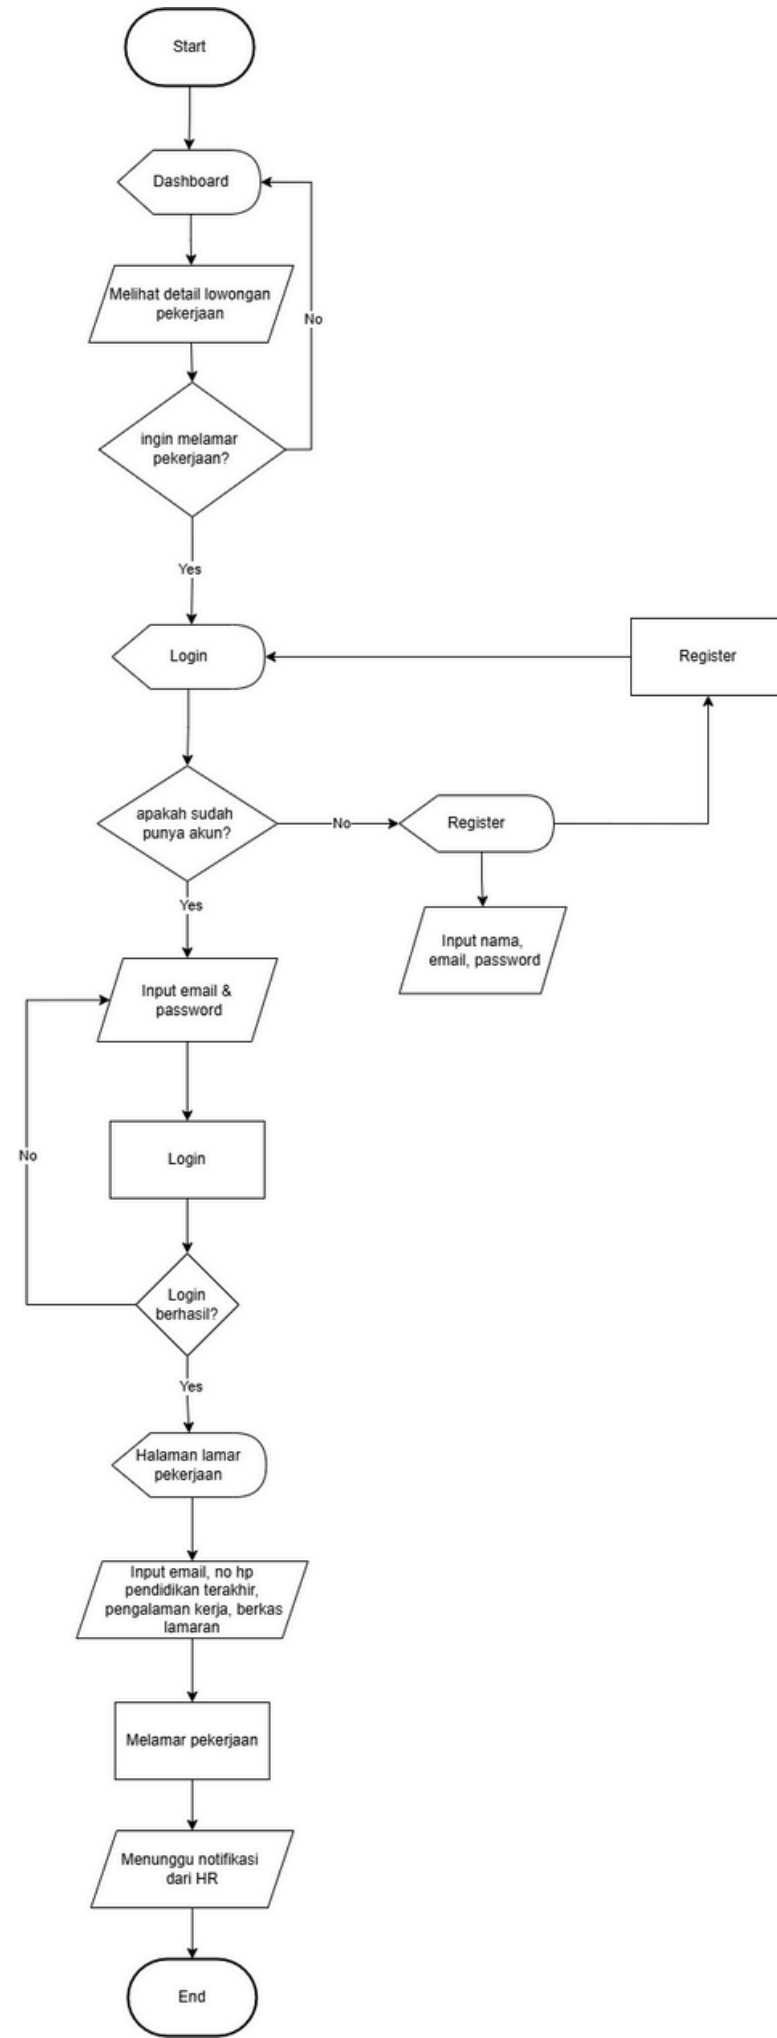 Start
Dashboard
Melihat detail lowongan
pekerjaan
No
ingin melamar
pekerjaan?
Yes
Login
Register
apakah sudah
punya akun?
No
Register
Yes
Input nama,
email, password
Input email &
password
No
Login
Login
berhasil?
Yes
Halaman lamar
pekerjaan
Input email, no hp
pendidikan terakhir,
pengalaman kerja, berkas
lamaran
Melamar pekerjaan
Menunggu notifikasi
dari HR
End